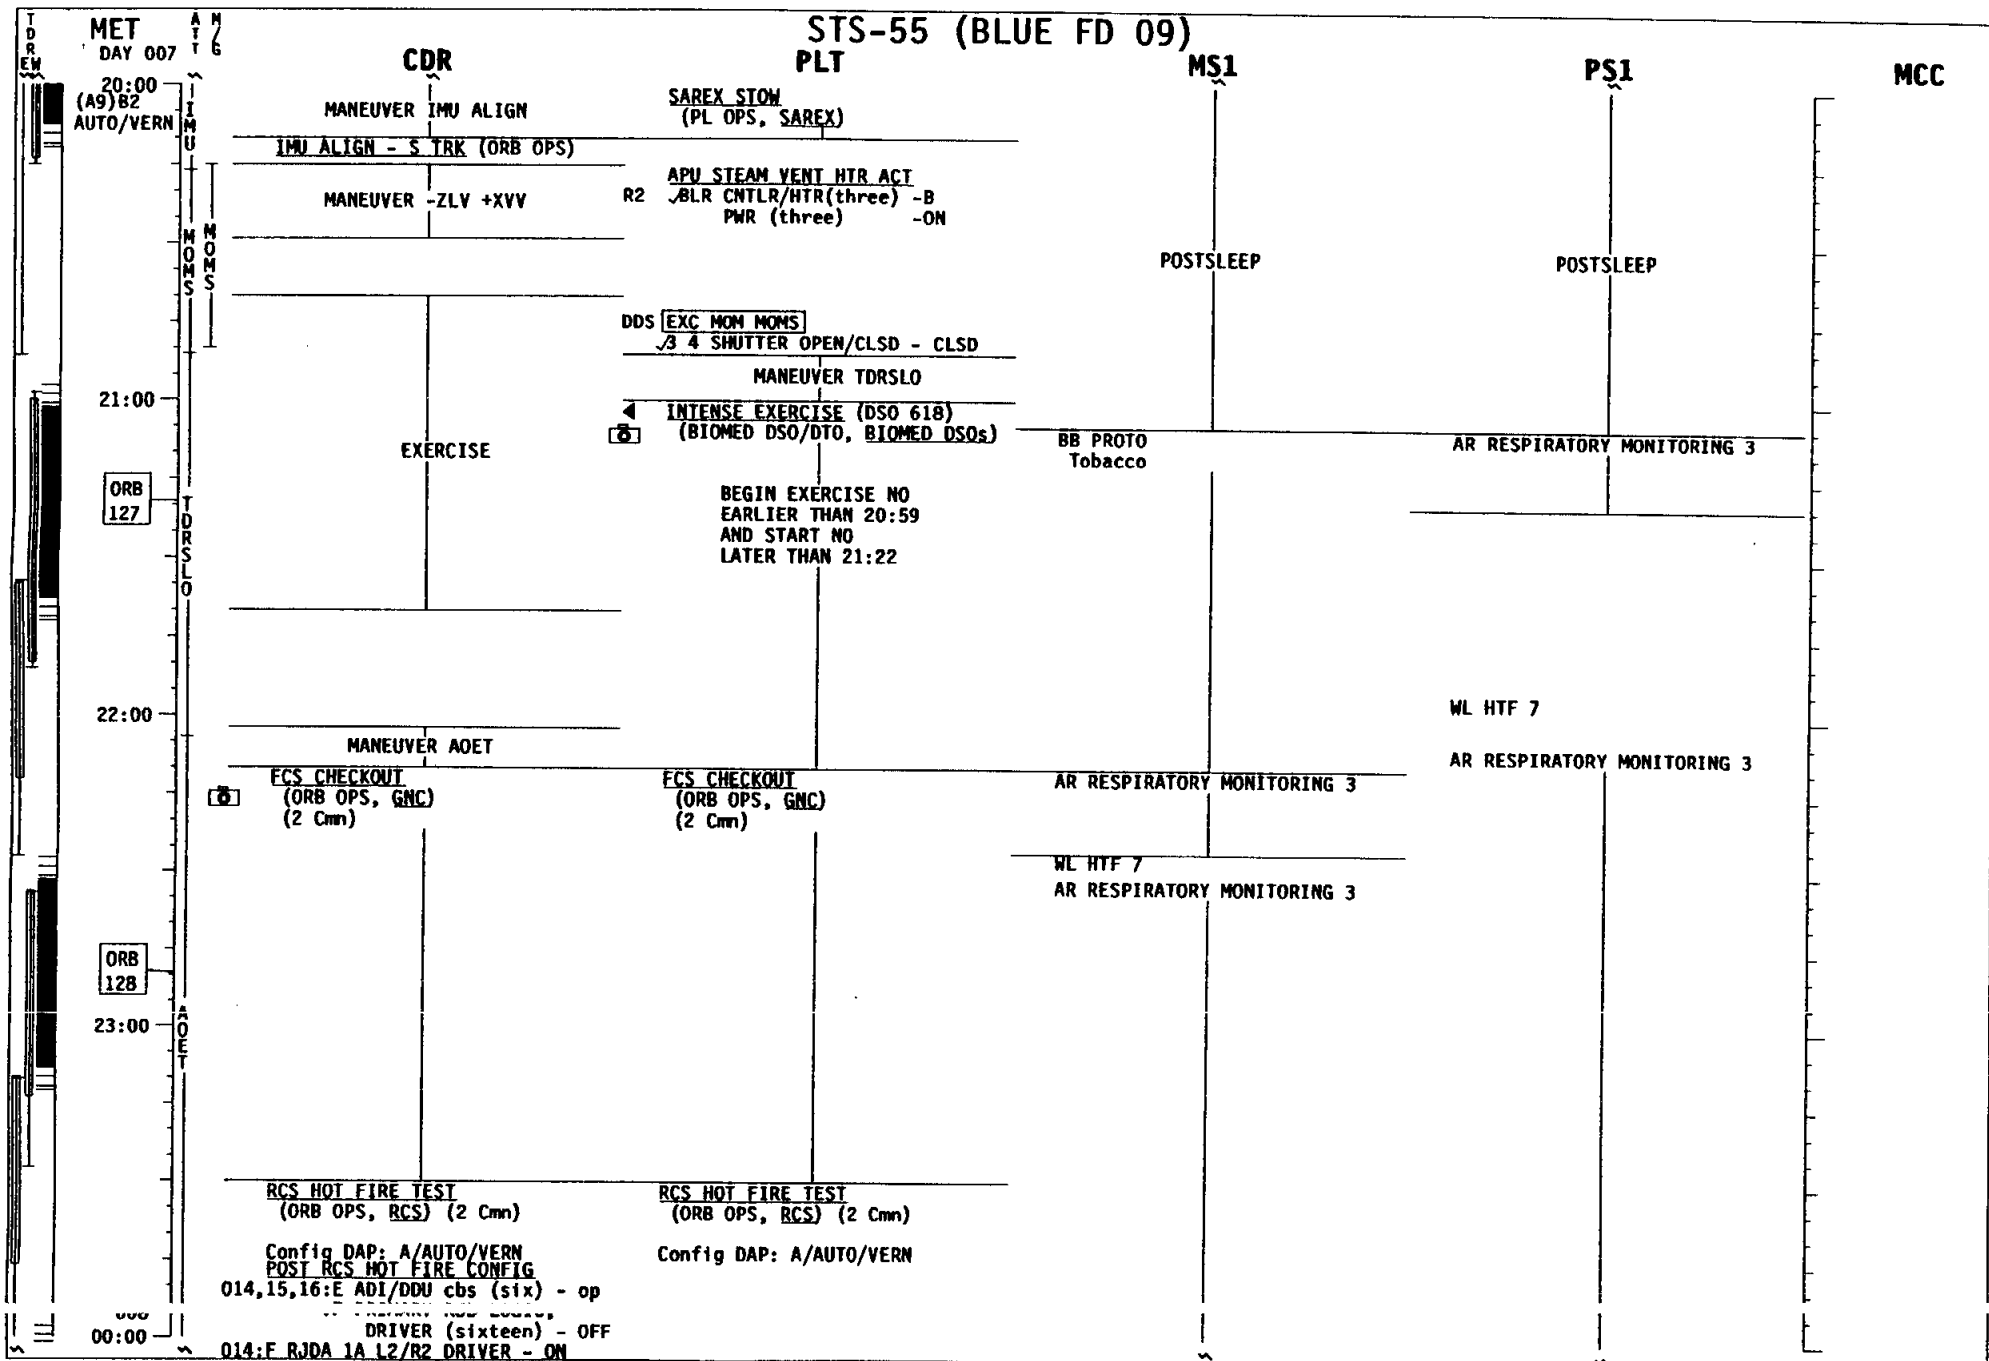 STS-55 (BLUE FD 09)
TDRE W
MET
DAY 007
ATT
M/G
CDR
PLT
MS1
PS1
MCC
20:00
(A9)B2
AUTO/VERN
IMU
MOMS
MOMS
MANEUVER IMU ALIGN
IMU ALIGN - S TRK (ORB OPS)
MANEUVER -ZLV +XVV
SAREX STOW
(PL OPS, SAREX)
APU STEAM VENT HTR ACT
R2 √BLR CNTLR/HTR(three) -B
PWR (three) -ON
POSTSLEEP
POSTSLEEP
DDS EXC MOM MOMS
√3 4 SHUTTER OPEN/CLSD - CLSD
MANEUVER TDRSLO
21:00
INTENSE EXERCISE (DSO 618)
(BIOMED DSO/DTO, BIOMED DSOs)
EXERCISE
BB PROTO
Tobacco
AR RESPIRATORY MONITORING 3
ORB
127
TDRSLO
BEGIN EXERCISE NO
EARLIER THAN 20:59
AND START NO
LATER THAN 21:22
22:00
WL HTF 7
MANEUVER AOET
AR RESPIRATORY MONITORING 3
FCS CHECKOUT
(ORB OPS, GNC)
(2 Cmn)
FCS CHECKOUT
(ORB OPS, GNC)
(2 Cmn)
AR RESPIRATORY MONITORING 3
WL HTF 7
AR RESPIRATORY MONITORING 3
ORB
128
23:00
AOET
RCS HOT FIRE TEST
(ORB OPS, RCS) (2 Cmn)
RCS HOT FIRE TEST
(ORB OPS, RCS) (2 Cmn)
Config DAP: A/AUTO/VERN
Config DAP: A/AUTO/VERN
POST RCS HOT FIRE CONFIG
014,15,16:E ADI/DDU cbs (six) - op
DRIVER (sixteen) - OFF
00:00
014:F RJDA 1A L2/R2 DRIVER - ON